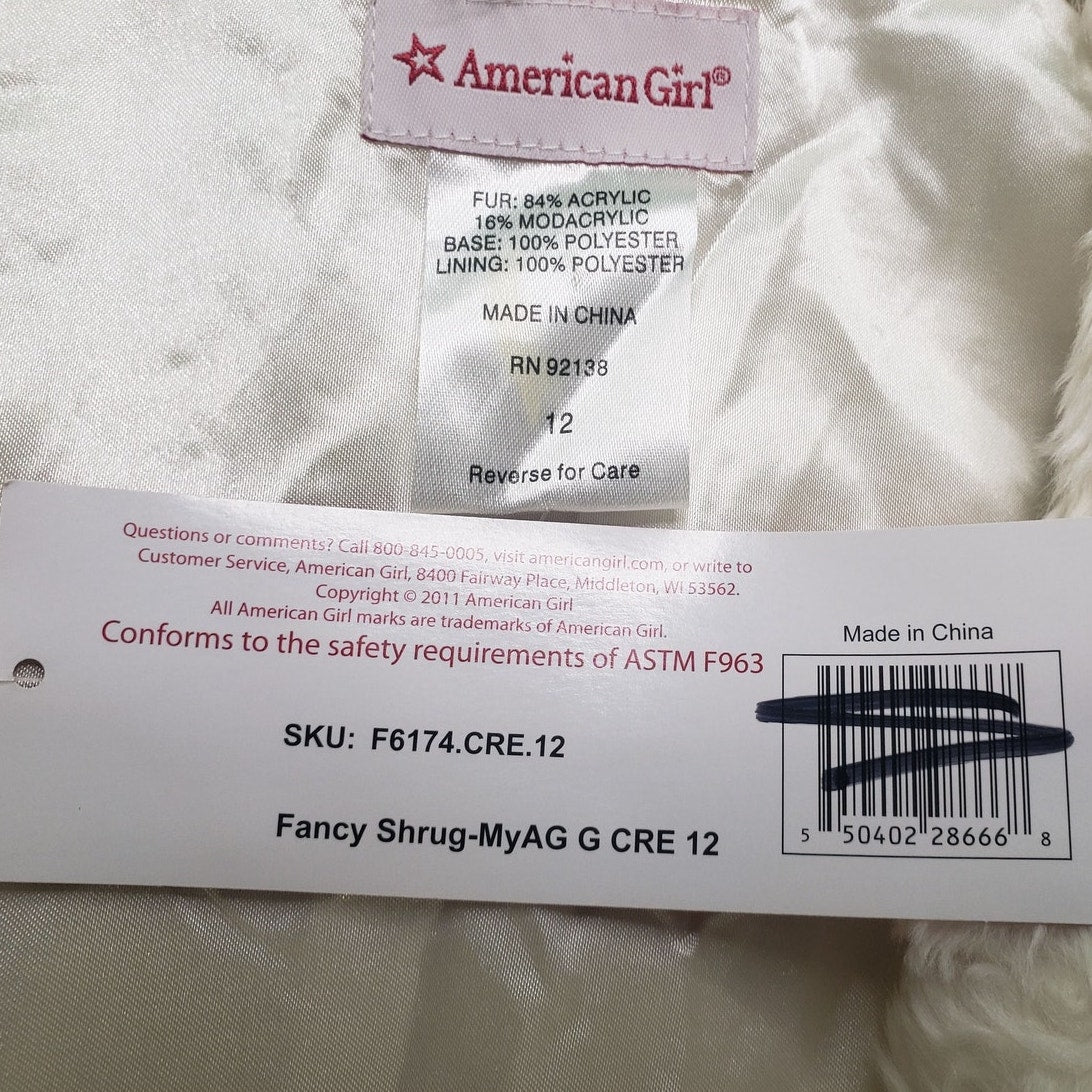 American Girl®
FUR: 84% ACRYLIC
16% MODACRYLIC
BASE: 100% POLYESTER
LINING: 100% POLYESTER
MADE IN CHINA
RN 92138
12
Reverse for Care
Questions or comments? Call 800-845-0005, visit americangirl.com, or write to
Customer Service, American Girl, 8400 Fairway Place, Middleton, WI 53562.
Copyright © 2011 American Girl
All American Girl marks are trademarks of American Girl.
Conforms to the safety requirements of ASTM F963
SKU: F6174.CRE.12
Fancy Shrug-MyAG G CRE 12
Made in China
5 50402 28666 8